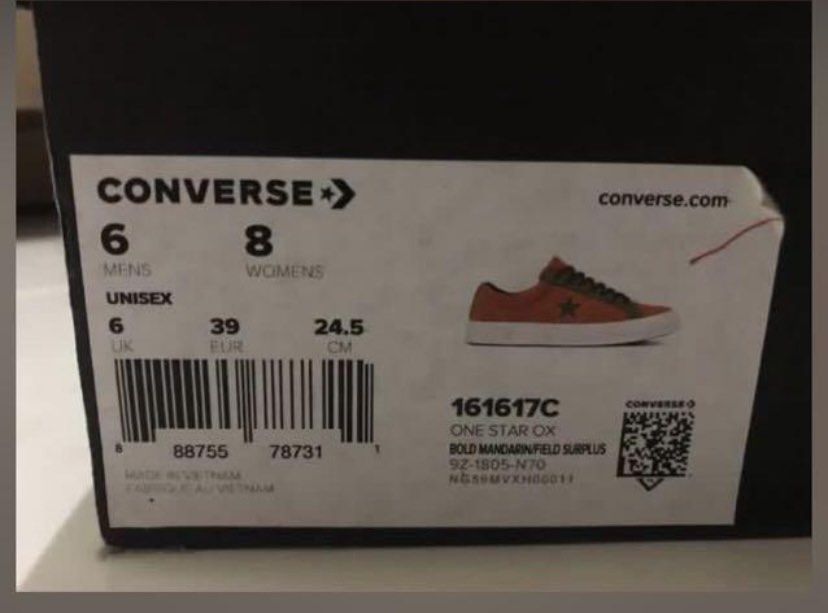 CONVERSE
converse.com
6 8
MENS WOMENS
UNISEX
6 39 24.5
UK EUR CM
8 88755 78731 1
MADE IN VIETNAM
FABRIQUE AU VIETNAM
161617C
ONE STAR OX
BOLD MANDARIN/FIELD SURPLUS
9Z-1805-N70
CONVERSE